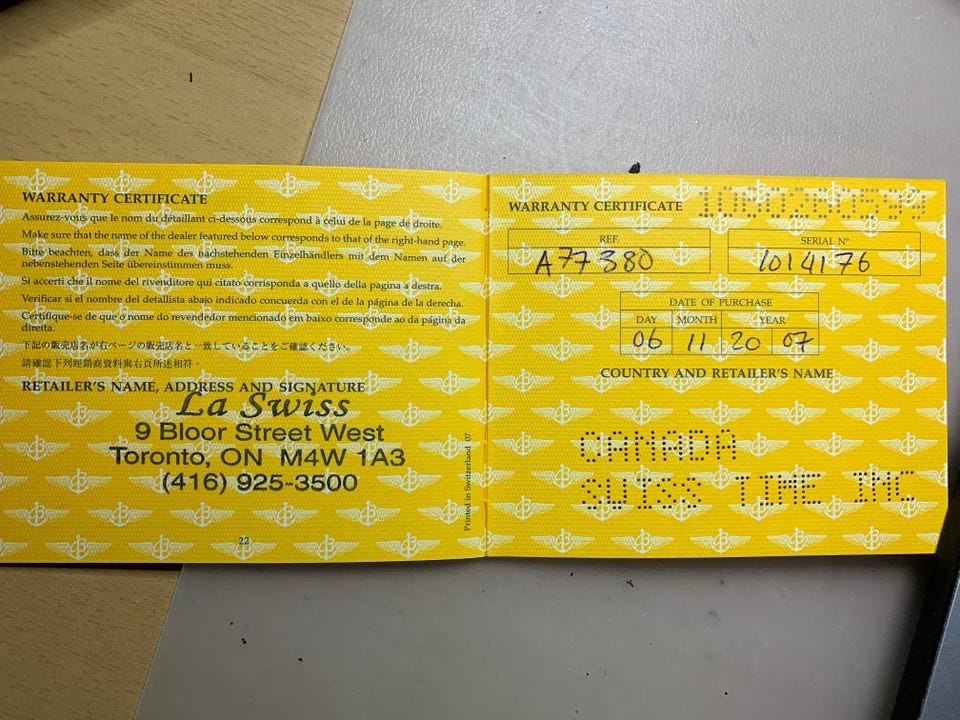 WARRANTY CERTIFICATE
Assurez-vous que le nom du détaillant ci-dessous correspond à celui de la page de droite.
Make sure that the name of the dealer featured below corresponds to that of the right-hand page.
Bitte beachten, dass der Name des nachstehenden Einzelhändlers mit dem Namen auf der
nebenstehenden Seite übereinstimmen muss.
Si accerti che il nome del rivenditore qui citato corrisponda a quello della pagina a destra.
Verificar si el nombre del detallista abajo indicado concuerda con el de la página de la derecha.
Certifique-se de que o nome do revendedor mencionado em baixo corresponde ao da página da
direita.
下記の販売店名が右ページの販売店名と一致していることをご確認ください。
請確認下列經銷商資料與右頁所述相符。
RETAILER'S NAME, ADDRESS AND SIGNATURE
La Swiss
9 Bloor Street West
Toronto, ON M4W 1A3
(416) 925-3500
Printed in Switzerland 07
22
WARRANTY CERTIFICATE
REF.
A77380
SERIAL Nº
1014176
DATE OF PURCHASE
DAY MONTH YEAR
06 11 20 07
COUNTRY AND RETAILER'S NAME
CANADA
SWISS TIME INC